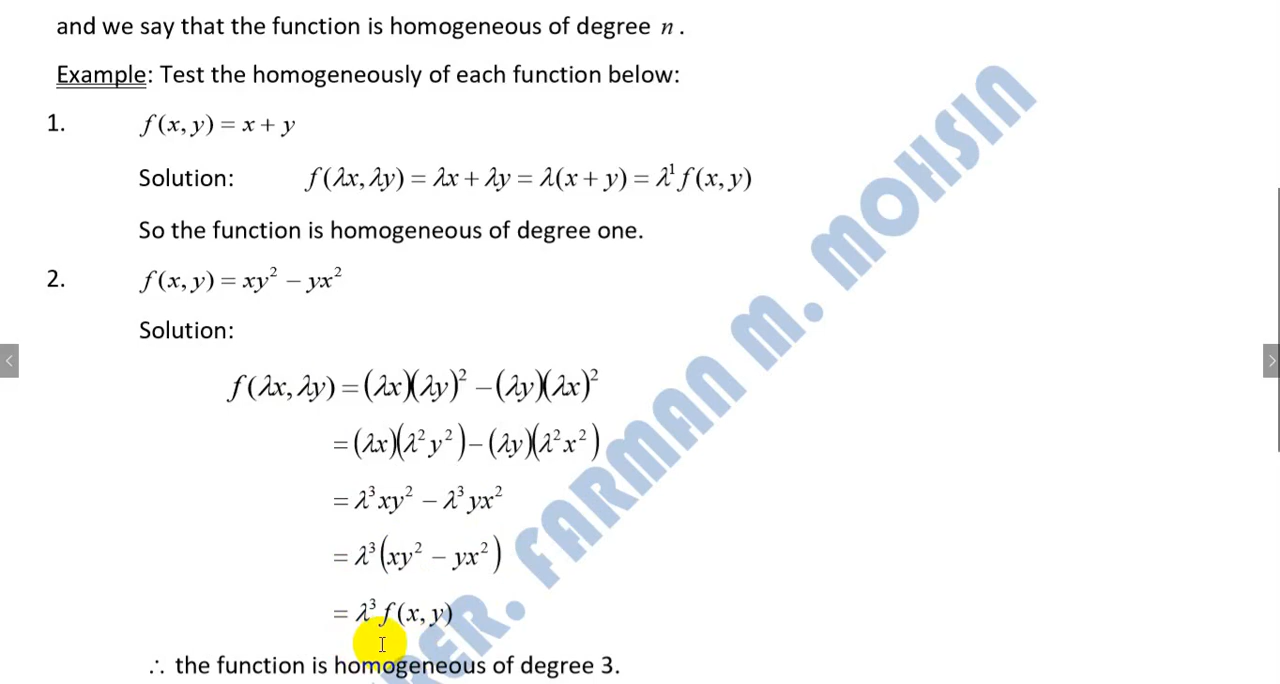 and we say that the function is homogeneous of degree n .
Example: Test the homogeneously of each function below:
1. f(x, y) = x + y
Solution: f(λx, λy) = λx + λy = λ(x + y) = λ¹ f(x, y)
So the function is homogeneous of degree one.
2. f(x, y) = xy² − yx²
Solution:
f(λx, λy) = (λx)(λy)² − (λy)(λx)²
= (λx)(λ²y²) − (λy)(λ²x²)
= λ³xy² − λ³yx²
= λ³(xy² − yx²)
= λ³ f(x, y)
∴ the function is homogeneous of degree 3.
ER. FARMAN M. MOHSIN